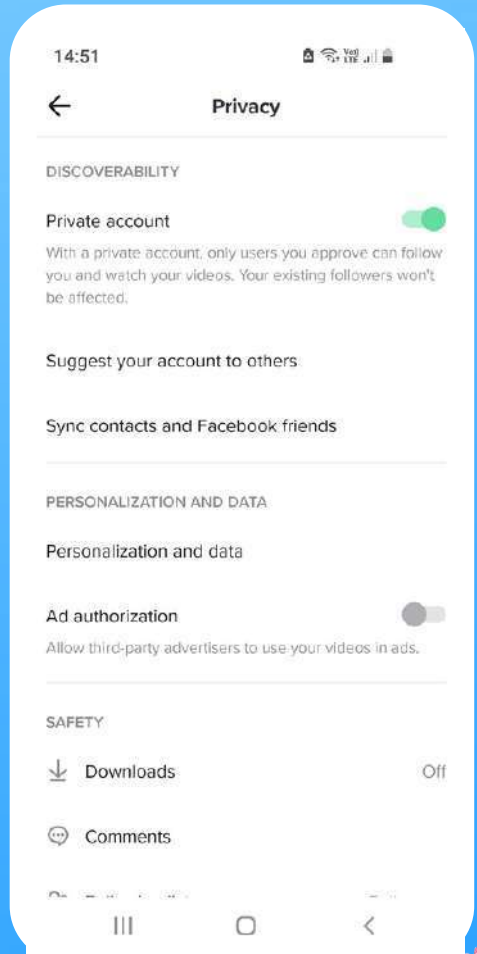 14:51
Privacy
DISCOVERABILITY
Private account
With a private account, only users you approve can follow
you and watch your videos. Your existing followers won't
be affected.
Suggest your account to others
Sync contacts and Facebook friends
PERSONALIZATION AND DATA
Personalization and data
Ad authorization
Allow third-party advertisers to use your videos in ads.
SAFETY
Downloads Off
Comments